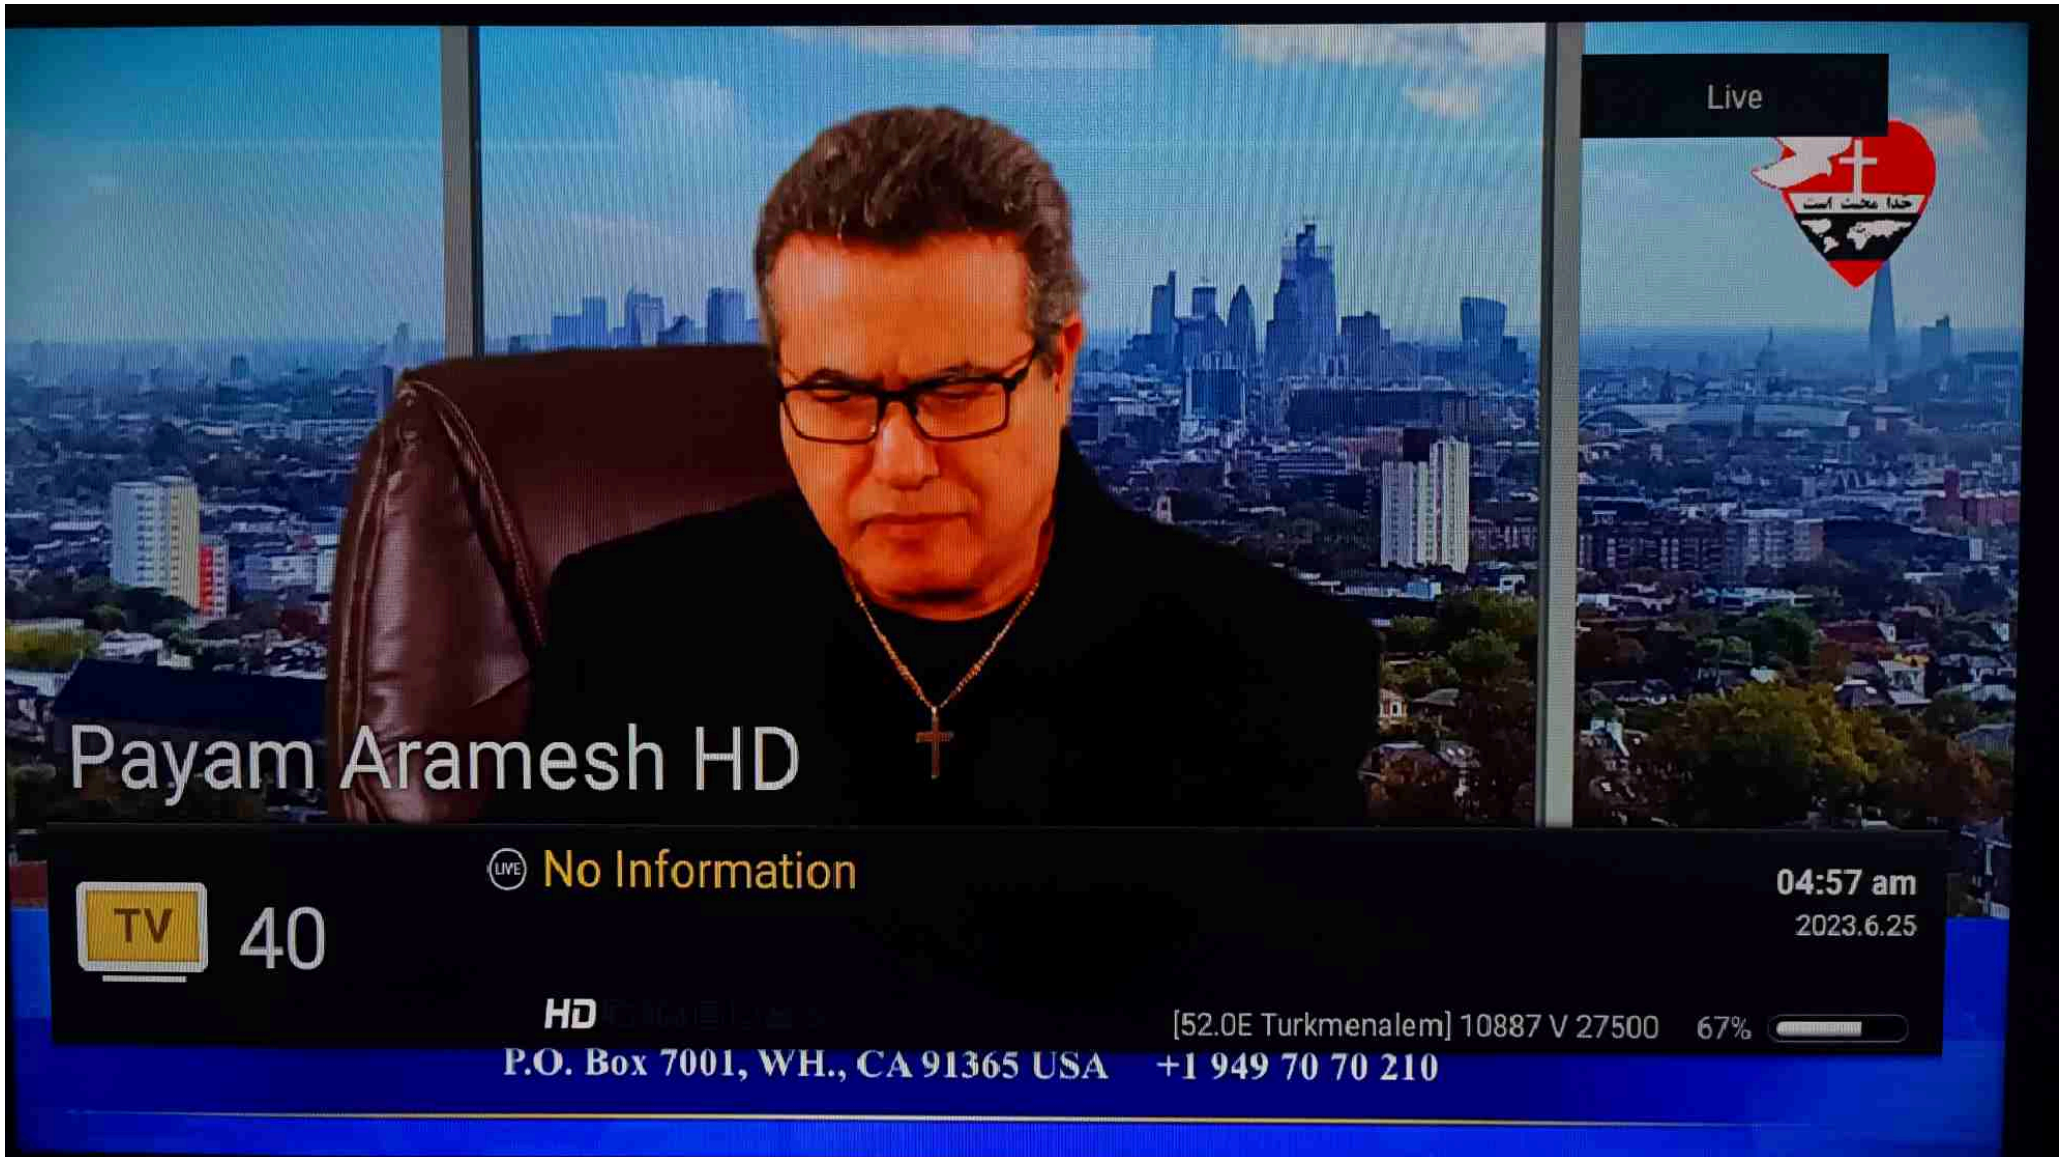 Live
خدا محبت است
Payam Aramesh HD
LIVE No Information
04:57 am
2023.6.25
TV 40
HD
[52.0E Turkmenalem] 10887 V 27500 67%
P.O. Box 7001, WH., CA 91365 USA +1 949 70 70 210